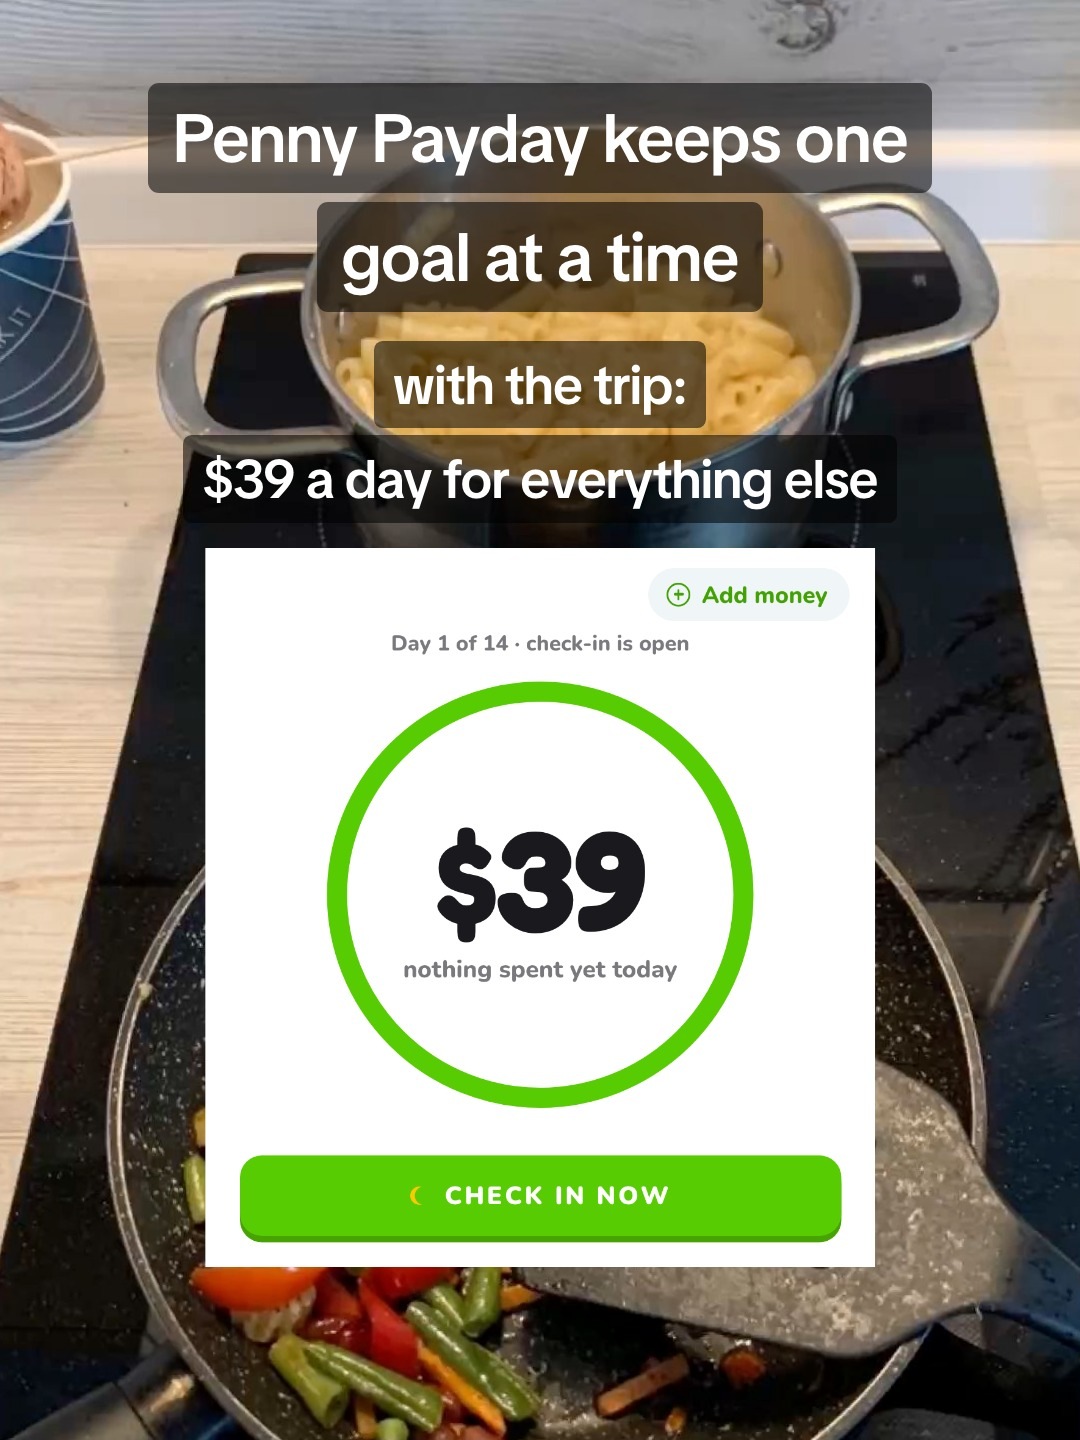 Penny Payday keeps one
goal at a time
with the trip:
$39 a day for everything else
Add money
Day 1 of 14 · check-in is open
$39
nothing spent yet today
CHECK IN NOW